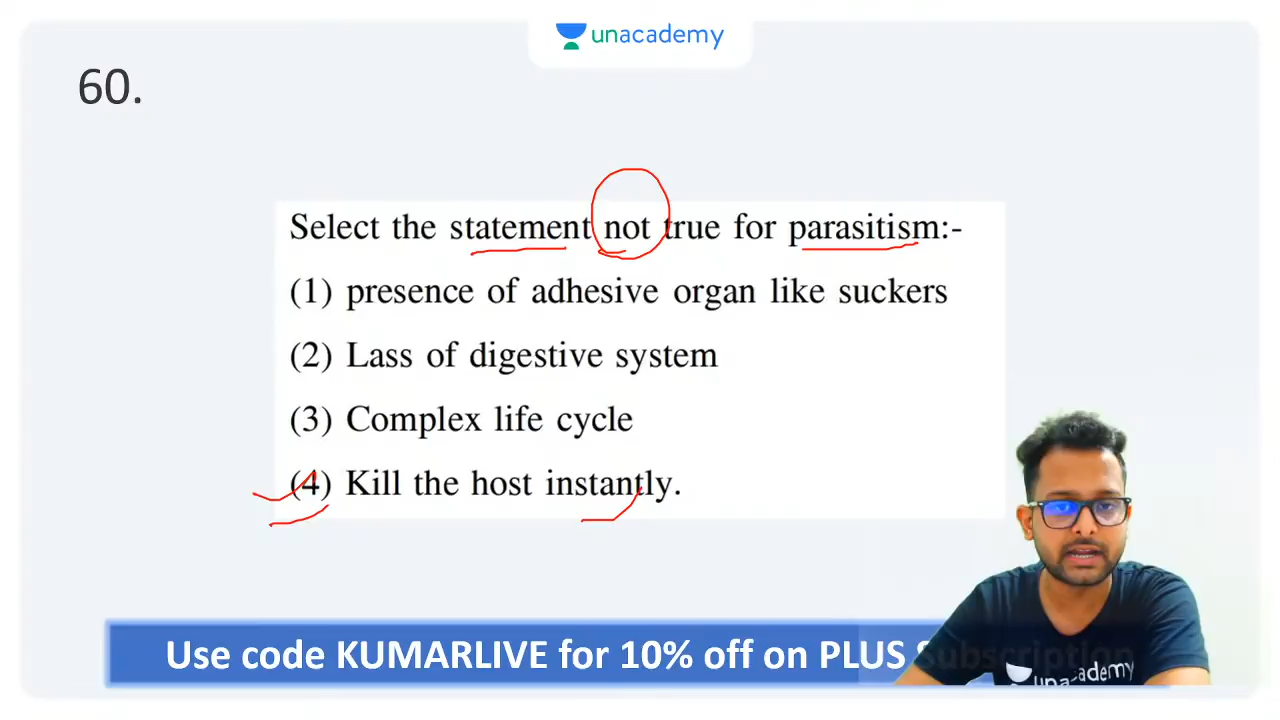 unacademy
60.
Select the statement not true for parasitism:-
(1) presence of adhesive organ like suckers
(2) Lass of digestive system
(3) Complex life cycle
(4) Kill the host instantly.
Use code KUMARLIVE for 10% off on PLUS Subscription
unacademy